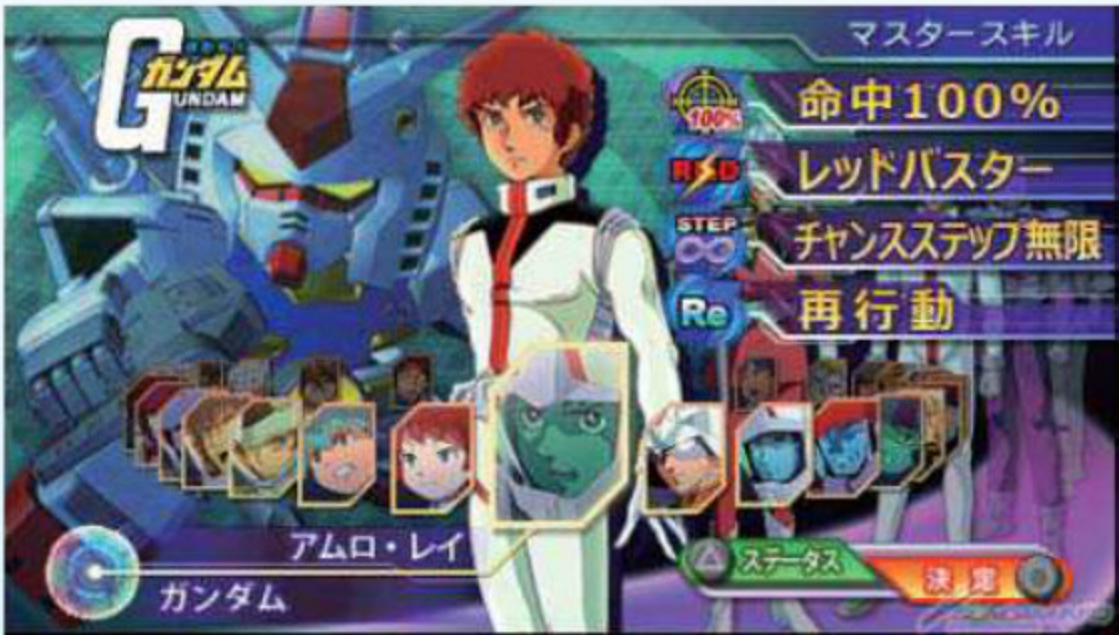 ガンダム
GUNDAM
マスタースキル
100%
命中100%
レッドバスター
STEP
∞
チャンスステップ無限
Re
再行動
アムロ・レイ
ガンダム
△
ステータス
決定